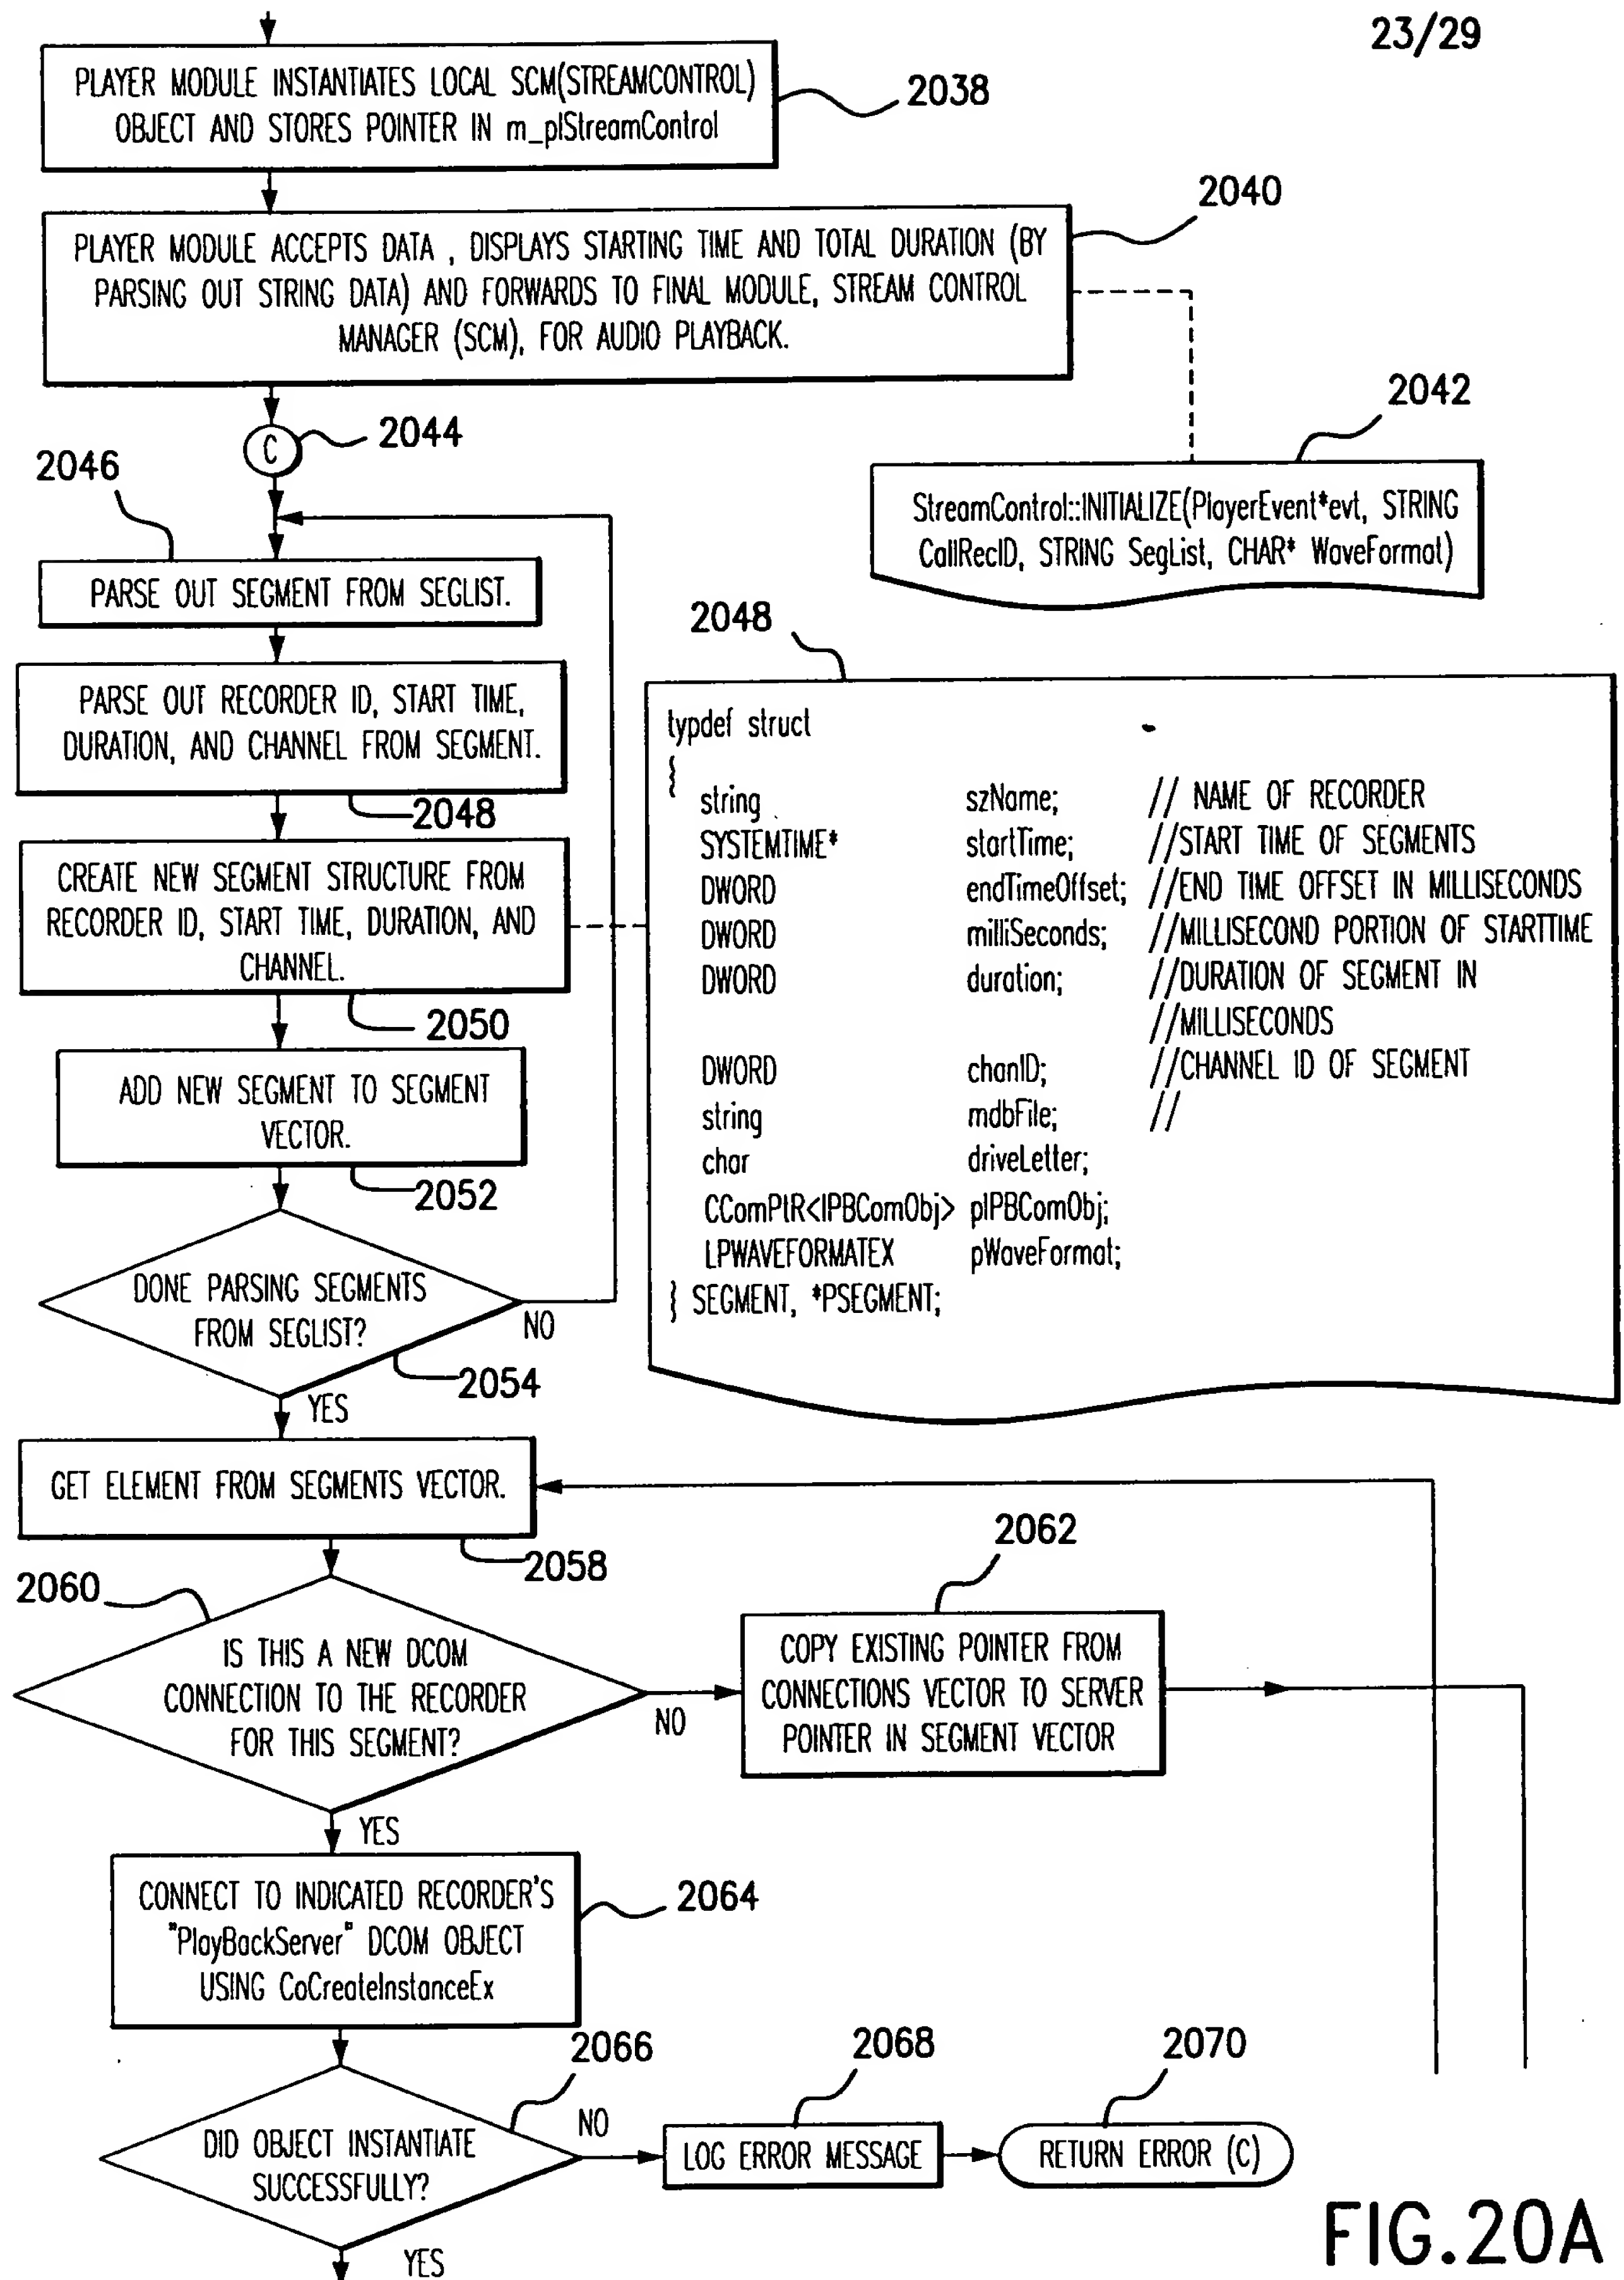 23/29
PLAYER MODULE INSTANTIATES LOCAL SCM(STREAMCONTROL)
OBJECT AND STORES POINTER IN m_plStreamControl
2038
2040
PLAYER MODULE ACCEPTS DATA , DISPLAYS STARTING TIME AND TOTAL DURATION (BY
PARSING OUT STRING DATA) AND FORWARDS TO FINAL MODULE, STREAM CONTROL
MANAGER (SCM), FOR AUDIO PLAYBACK.
2042
StreamControl::INITIALIZE(PlayerEvent*evt, STRING
CallRecID, STRING SegList, CHAR* WaveFormat)
C
2044
2046
PARSE OUT SEGMENT FROM SEGLIST.
PARSE OUT RECORDER ID, START TIME,
DURATION, AND CHANNEL FROM SEGMENT.
2048
CREATE NEW SEGMENT STRUCTURE FROM
RECORDER ID, START TIME, DURATION, AND
CHANNEL.
2050
2048
typdef struct
{
string szName; // NAME OF RECORDER
SYSTEMTIME* startTime; //START TIME OF SEGMENTS
DWORD endTimeOffset; //END TIME OFFSET IN MILLISECONDS
DWORD milliSeconds; //MILLISECOND PORTION OF STARTTIME
DWORD duration; //DURATION OF SEGMENT IN
//MILLISECONDS
DWORD chanID; //CHANNEL ID OF SEGMENT
string mdbFile; //
char driveLetter;
CComPtR<IPBComObj> pIPBComObj;
LPWAVEFORMATEX pWaveFormat;
} SEGMENT, *PSEGMENT;
ADD NEW SEGMENT TO SEGMENT
VECTOR.
2052
DONE PARSING SEGMENTS
FROM SEGLIST?
NO
2054
YES
GET ELEMENT FROM SEGMENTS VECTOR.
2058
2060
IS THIS A NEW DCOM
CONNECTION TO THE RECORDER
FOR THIS SEGMENT?
NO
2062
COPY EXISTING POINTER FROM
CONNECTIONS VECTOR TO SERVER
POINTER IN SEGMENT VECTOR
YES
CONNECT TO INDICATED RECORDER'S
"PlayBackServer" DCOM OBJECT
USING CoCreateInstanceEx
2064
2066
DID OBJECT INSTANTIATE
SUCCESSFULLY?
NO
2068
LOG ERROR MESSAGE
2070
RETURN ERROR (C)
YES
FIG.20A